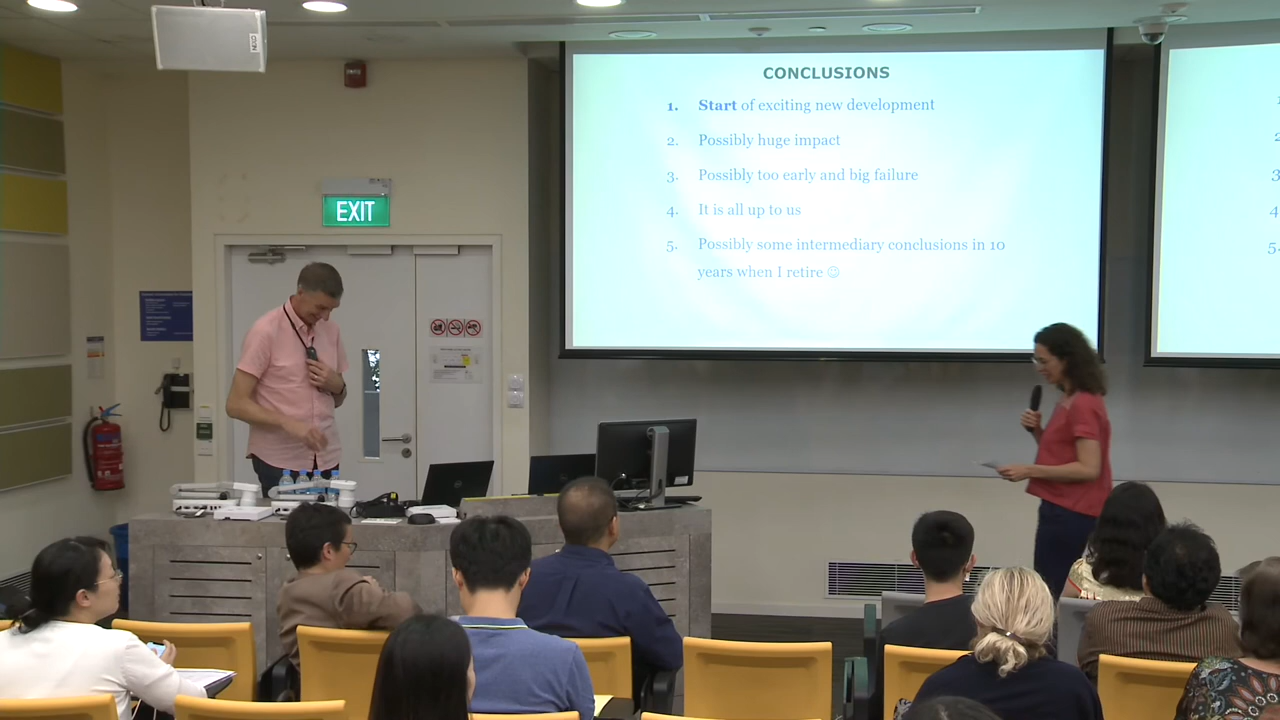 CONCLUSIONS
1. Start of exciting new development
2. Possibly huge impact
3. Possibly too early and big failure
4. It is all up to us
5. Possibly some intermediary conclusions in 10
years when I retire ☺
EXIT